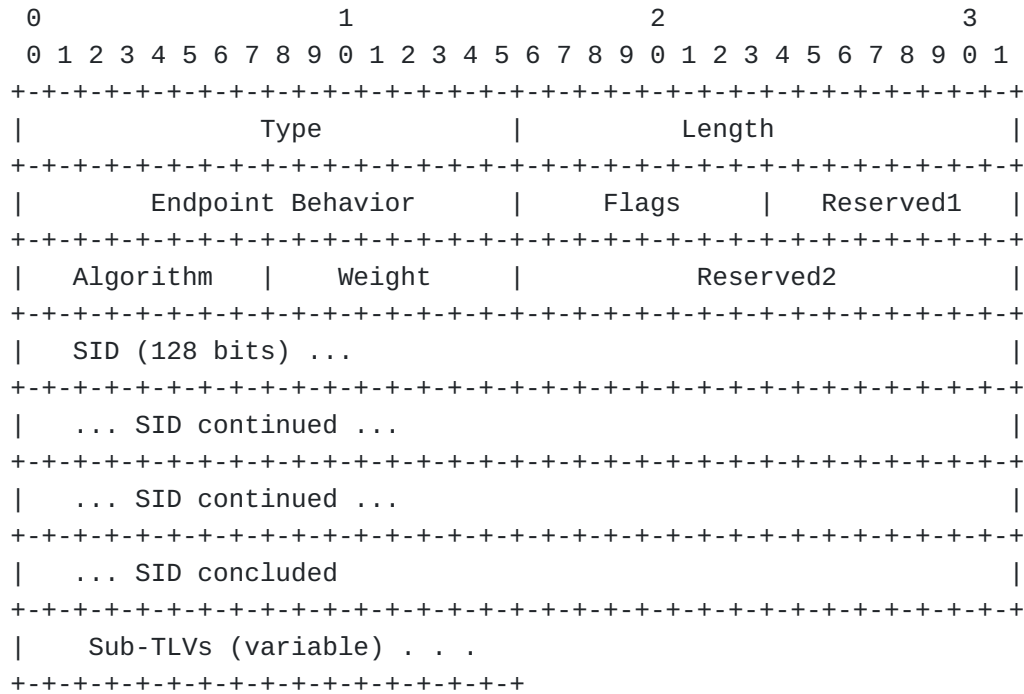 0                   1                   2                   3
 0 1 2 3 4 5 6 7 8 9 0 1 2 3 4 5 6 7 8 9 0 1 2 3 4 5 6 7 8 9 0 1
+-+-+-+-+-+-+-+-+-+-+-+-+-+-+-+-+-+-+-+-+-+-+-+-+-+-+-+-+-+-+-+-+
|               Type            |          Length               |
+-+-+-+-+-+-+-+-+-+-+-+-+-+-+-+-+-+-+-+-+-+-+-+-+-+-+-+-+-+-+-+-+
|        Endpoint Behavior      |     Flags     |   Reserved1   |
+-+-+-+-+-+-+-+-+-+-+-+-+-+-+-+-+-+-+-+-+-+-+-+-+-+-+-+-+-+-+-+-+
|   Algorithm   |    Weight     |           Reserved2           |
+-+-+-+-+-+-+-+-+-+-+-+-+-+-+-+-+-+-+-+-+-+-+-+-+-+-+-+-+-+-+-+-+
|   SID (128 bits) ...                                          |
+-+-+-+-+-+-+-+-+-+-+-+-+-+-+-+-+-+-+-+-+-+-+-+-+-+-+-+-+-+-+-+-+
|   ... SID continued ...                                       |
+-+-+-+-+-+-+-+-+-+-+-+-+-+-+-+-+-+-+-+-+-+-+-+-+-+-+-+-+-+-+-+-+
|   ... SID continued ...                                       |
+-+-+-+-+-+-+-+-+-+-+-+-+-+-+-+-+-+-+-+-+-+-+-+-+-+-+-+-+-+-+-+-+
|   ... SID concluded                                           |
+-+-+-+-+-+-+-+-+-+-+-+-+-+-+-+-+-+-+-+-+-+-+-+-+-+-+-+-+-+-+-+-+
|    Sub-TLVs (variable) . . .
+-+-+-+-+-+-+-+-+-+-+-+-+-+-+-+-+